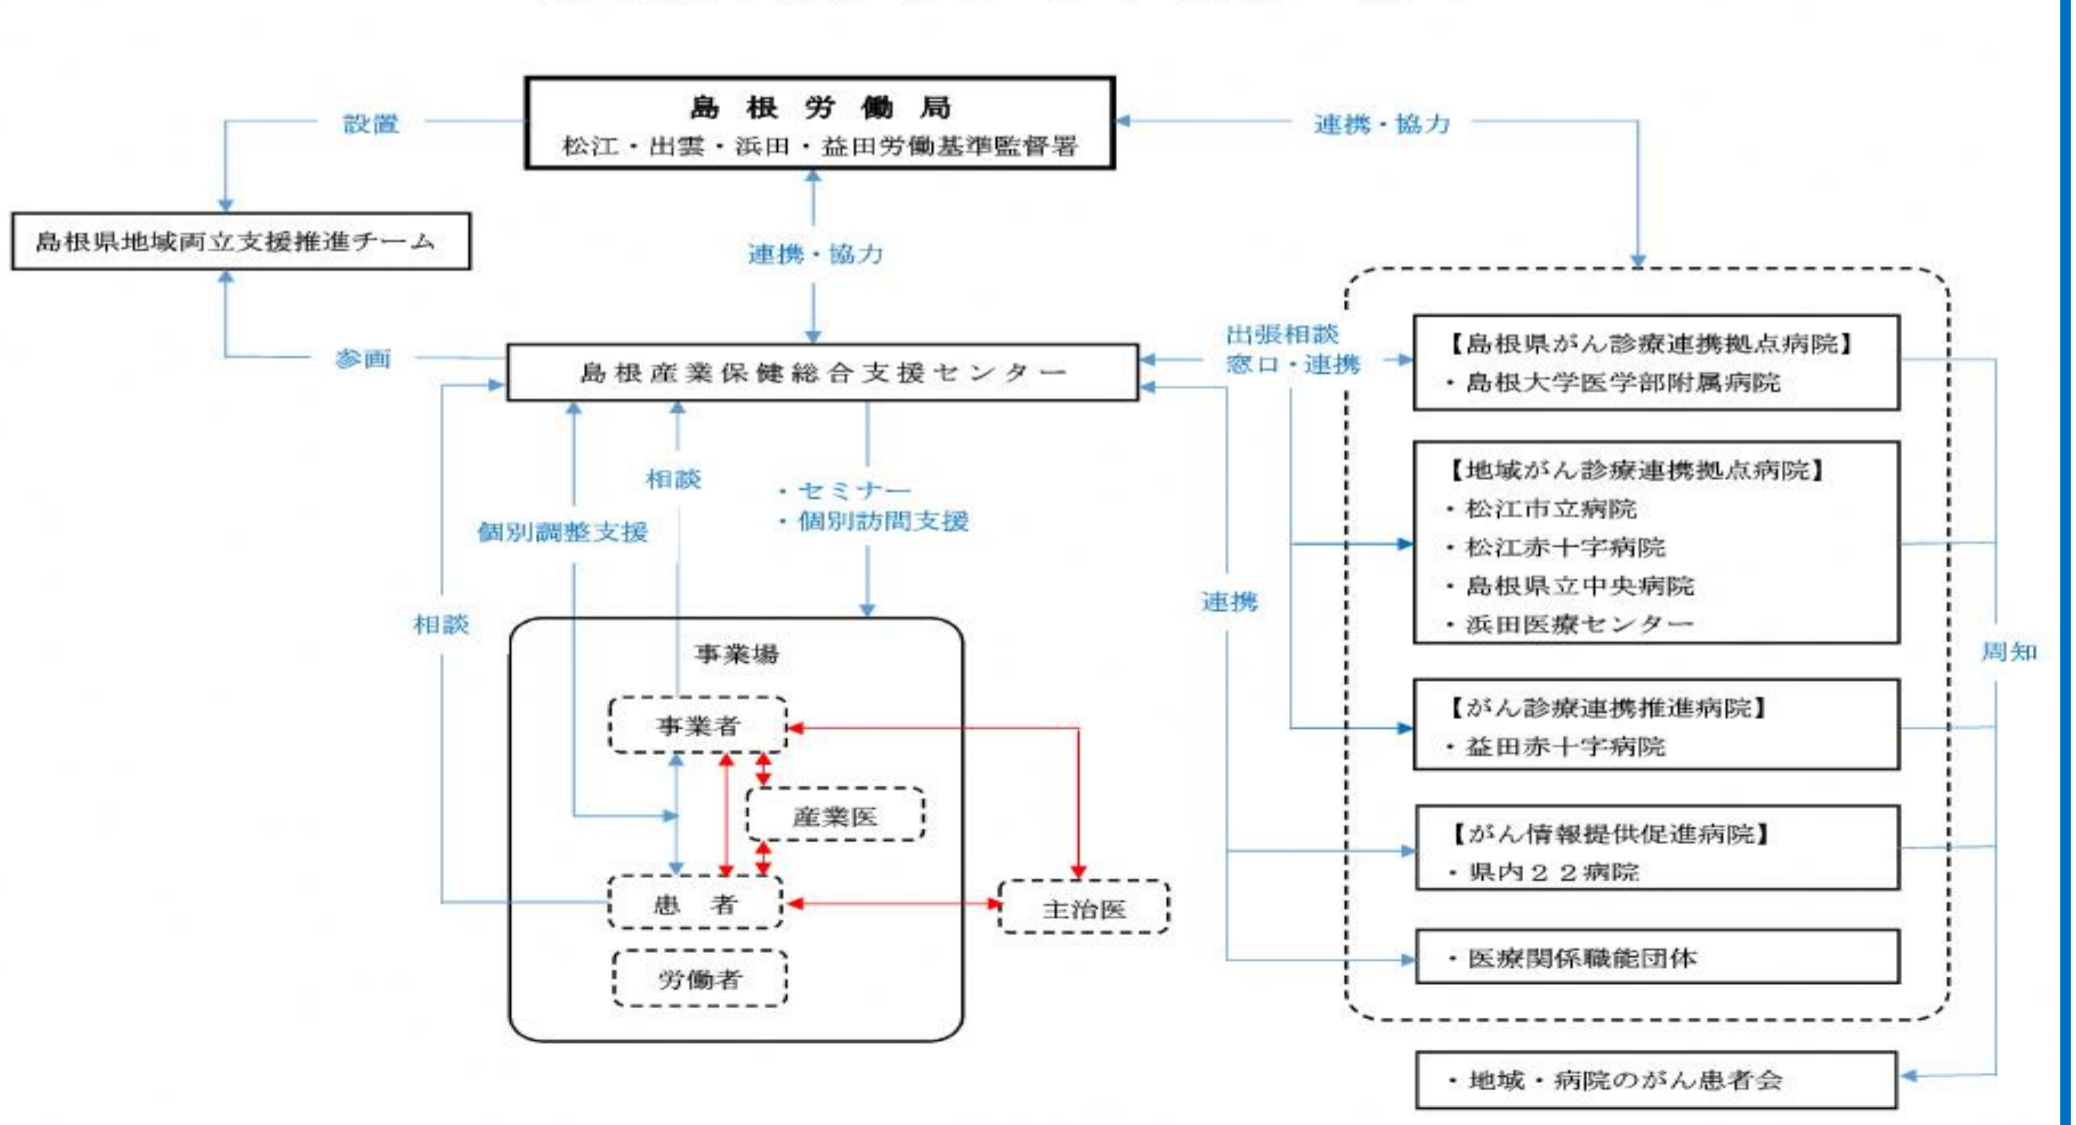 島根労働局
松江・出雲・浜田・益田労働基準監督署
設置
連携・協力
島根県地域両立支援推進チーム
連携・協力
参画
島根産業保健総合支援センター
出張相談
窓口・連携
【島根県がん診療連携拠点病院】
・島根大学医学部附属病院
相談
・セミナー
・個別訪問支援
個別調整支援
相談
連携
【地域がん診療連携拠点病院】
・松江市立病院
・松江赤十字病院
・島根県立中央病院
・浜田医療センター
周知
事業場
事業者
産業医
患者
主治医
労働者
【がん診療連携推進病院】
・益田赤十字病院
【がん情報提供促進病院】
・県内２２病院
・医療関係職能団体
・地域・病院のがん患者会